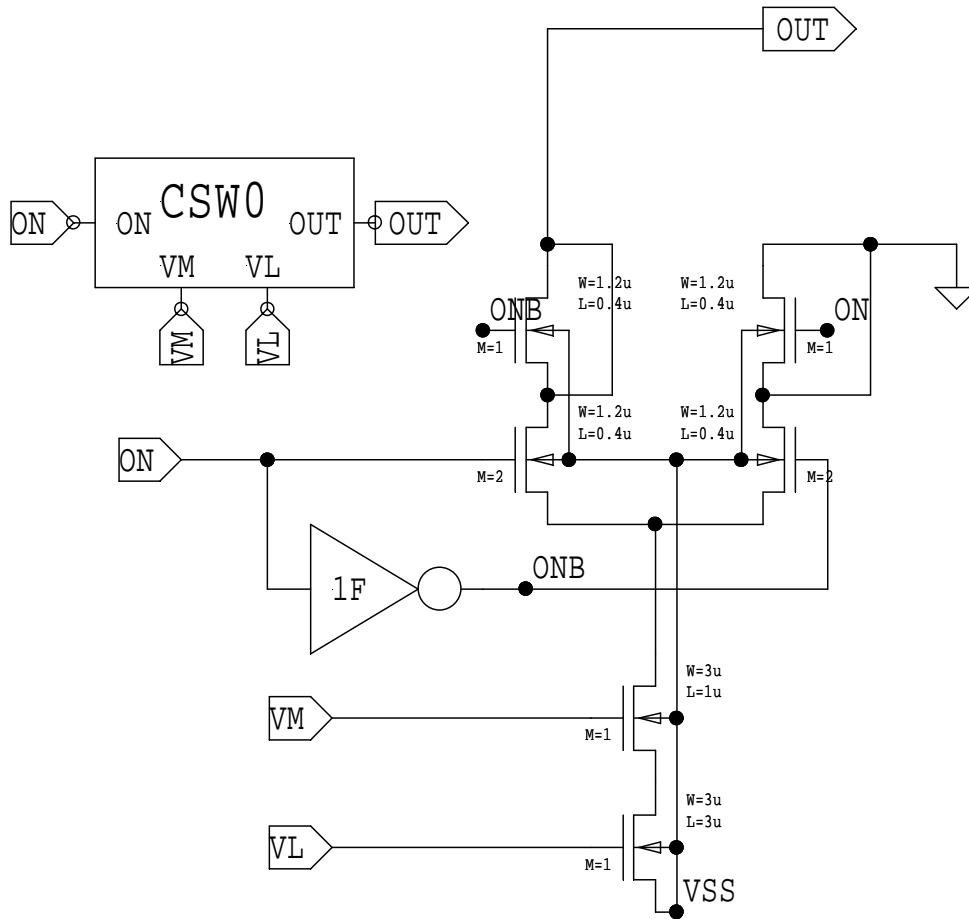 OUT
CSW0
ON
ON
OUT
OUT
VM
VL
VM
VL
W=1.2u
L=0.4u
W=1.2u
L=0.4u
ONB
ON
M=1
M=1
W=1.2u
L=0.4u
W=1.2u
L=0.4u
ON
M=2
M=2
1F
ONB
W=3u
L=1u
VM
M=1
W=3u
L=3u
VL
M=1
VSS